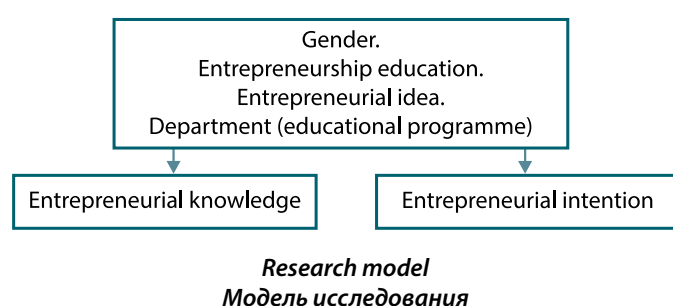 Gender.
Entrepreneurship education.
Entrepreneurial idea.
Department (educational programme)
Entrepreneurial knowledge
Entrepreneurial intention
Research model
Модель исследования